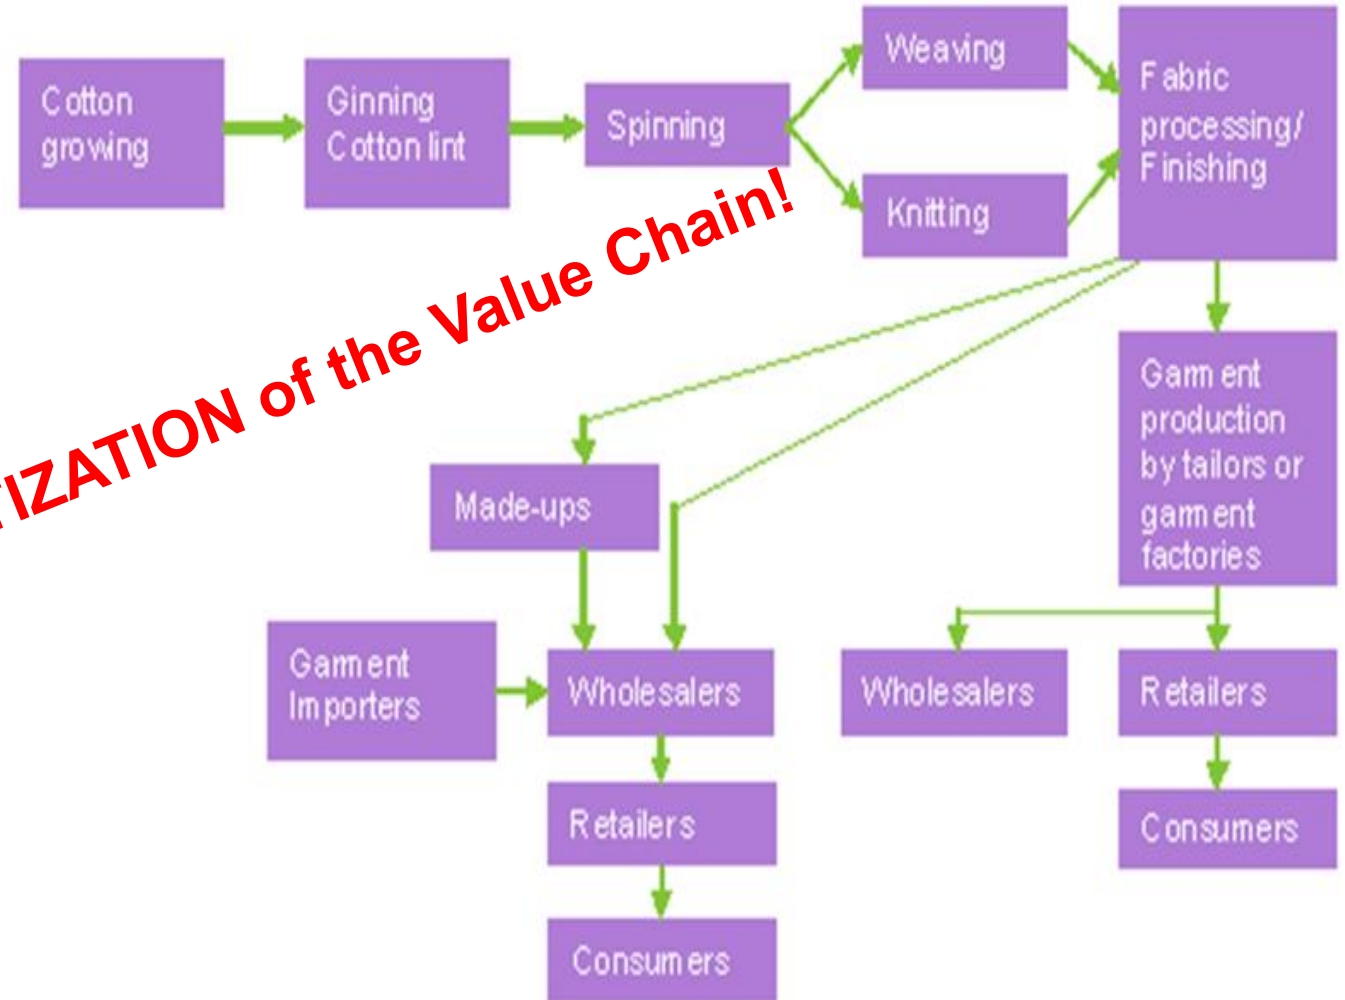 Cotton
growing
Ginning
Cotton lint
Spinning
Weaving
Knitting
Fabric
processing/
Finishing
of the Value Chain!
Garment
production
by tailors or
garment
factories
Made-ups
Garment
Importers
Wholesalers
Wholesalers
Retailers
Retailers
Consumers
Consumers